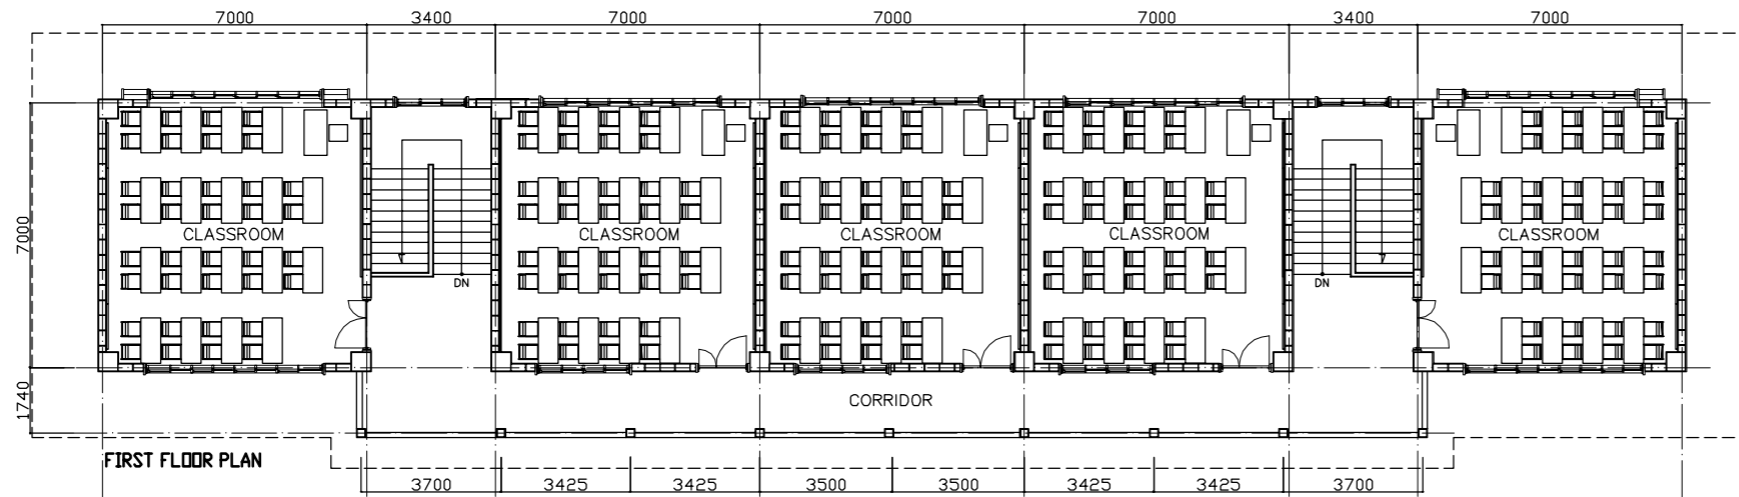 7000 3400 7000 7000 7000 3400 7000
7000
CLASSROOM CLASSROOM CLASSROOM CLASSROOM CLASSROOM
DN DN
1740
CORRIDOR
FIRST FLOOR PLAN
3700 3425 3425 3500 3500 3425 3425 3700